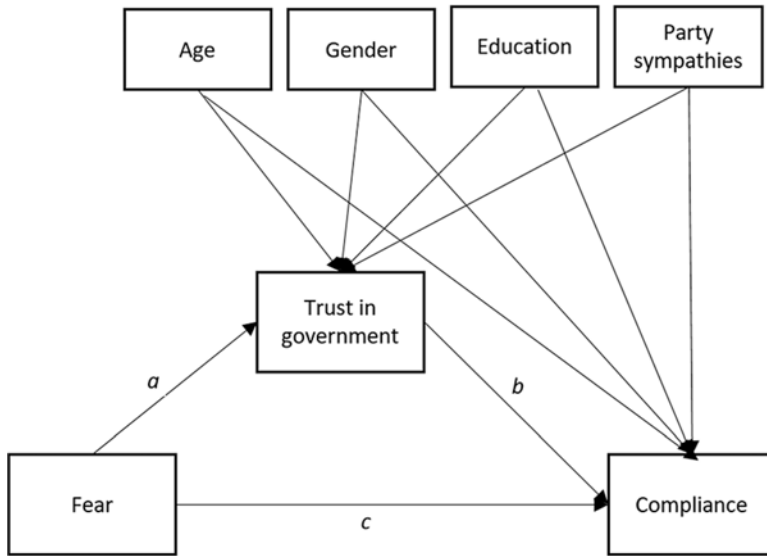 Age
Gender
Education
Party
sympathies
Trust in
government
a
b
Fear
c
Compliance